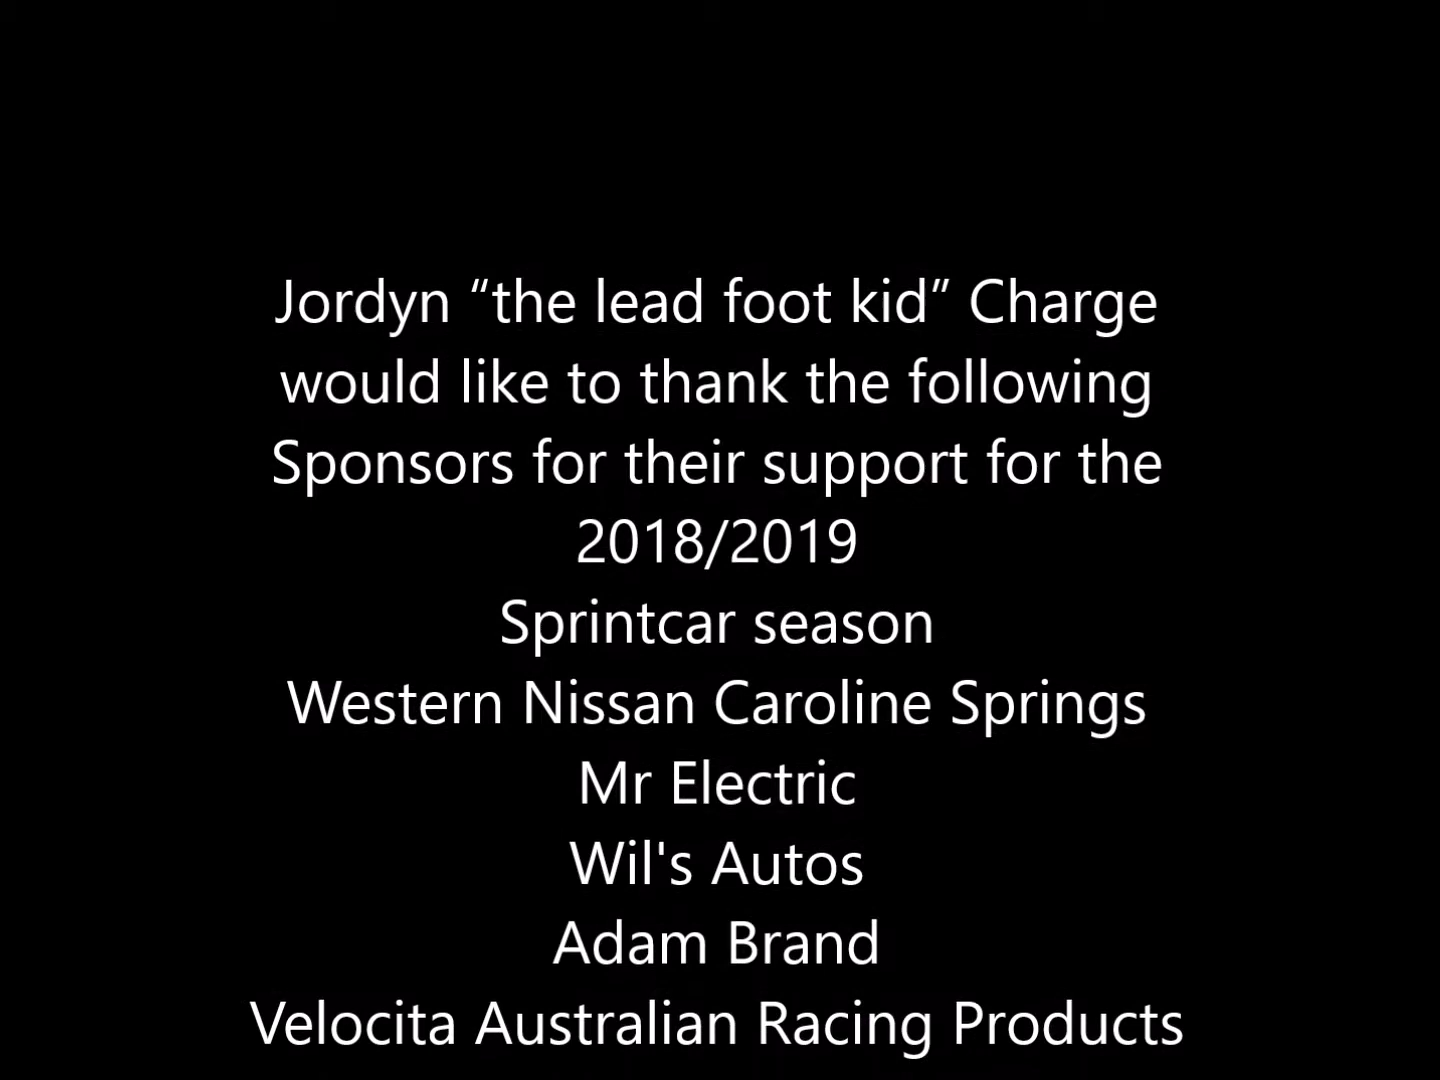 Jordyn “the lead foot kid” Charge
would like to thank the following
Sponsors for their support for the
2018/2019
Sprintcar season
Western Nissan Caroline Springs
Mr Electric
Wil's Autos
Adam Brand
Velocita Australian Racing Products